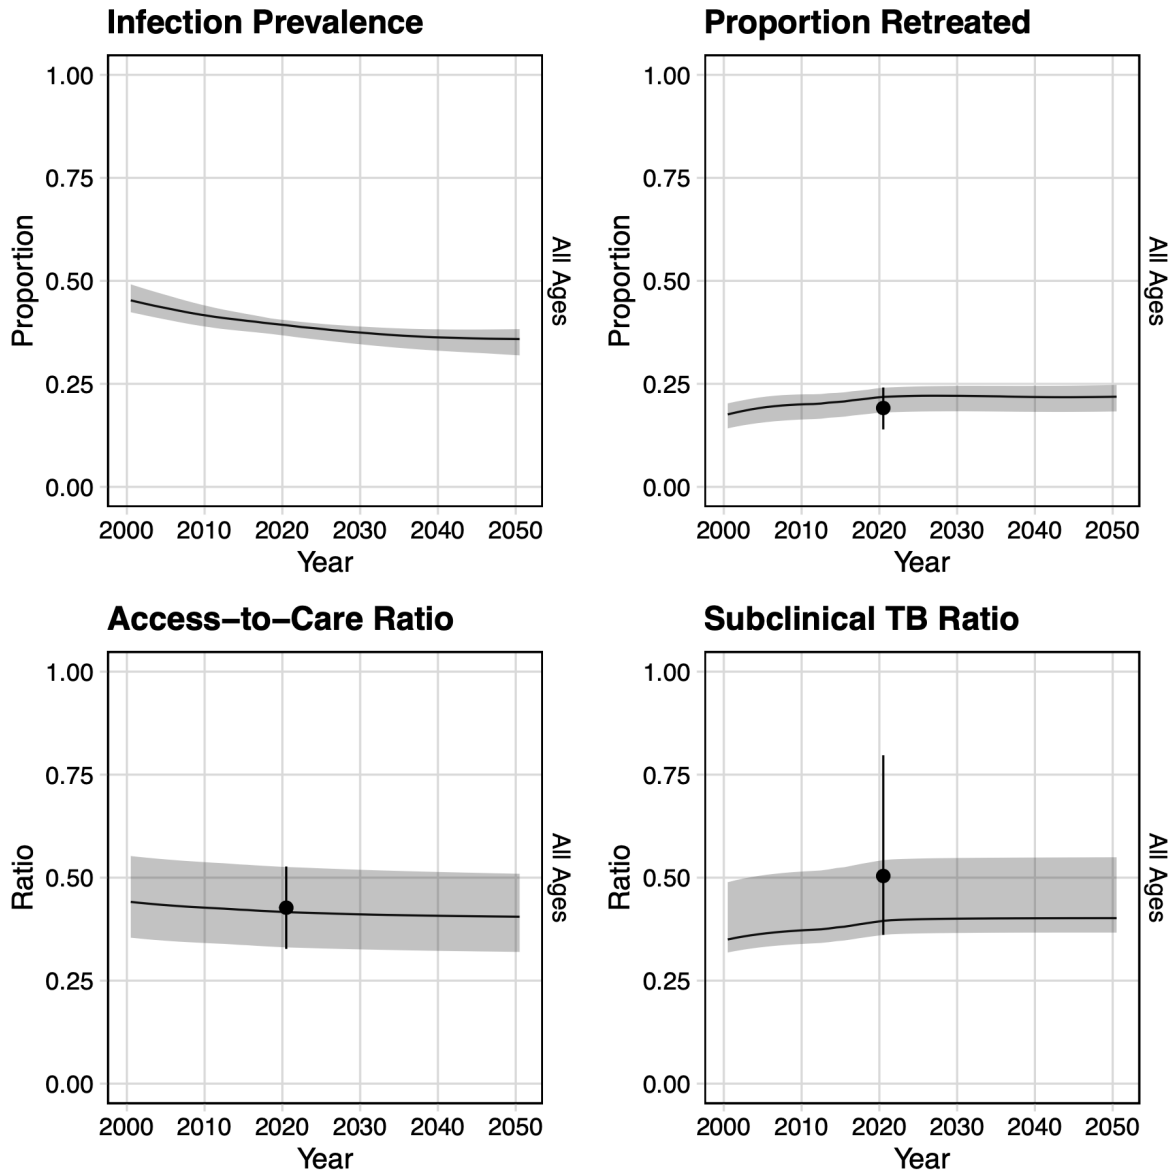 Infection Prevalence
1.00
0.75
0.50
0.25
0.00
Proportion
All Ages
2000 2010 2020 2030 2040 2050
Year
Proportion Retreated
1.00
0.75
0.50
0.25
0.00
Proportion
All Ages
2000 2010 2020 2030 2040 2050
Year
Access–to–Care Ratio
1.00
0.75
0.50
0.25
0.00
Ratio
All Ages
2000 2010 2020 2030 2040 2050
Year
Subclinical TB Ratio
1.00
0.75
0.50
0.25
0.00
Ratio
All Ages
2000 2010 2020 2030 2040 2050
Year